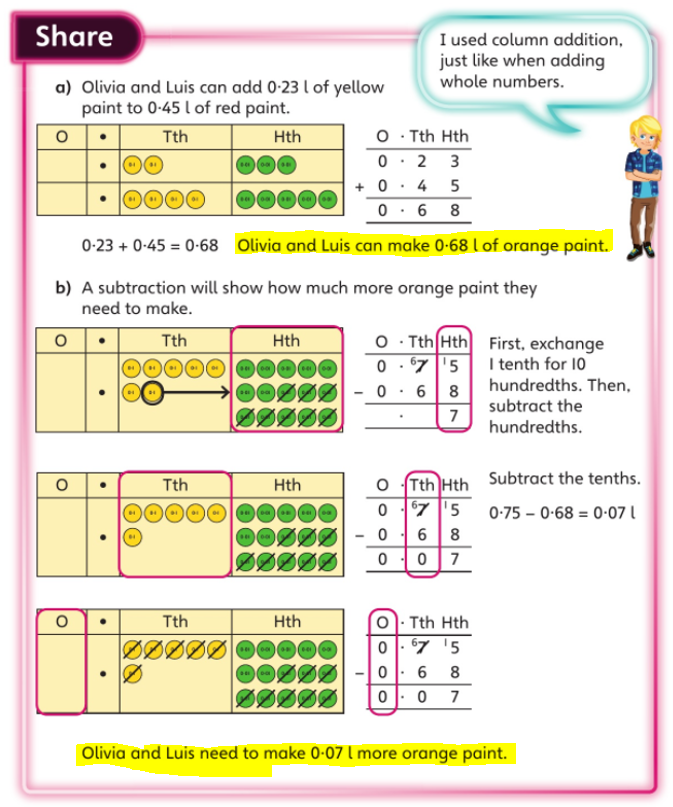 Share
I used column addition,
just like when adding
whole numbers.
a) Olivia and Luis can add 0·23 l of yellow
paint to 0·45 l of red paint.
O • Tth Hth
•
•
O · Tth Hth
0 · 2 3
+ 0 · 4 5
0 · 6 8
0·23 + 0·45 = 0·68 Olivia and Luis can make 0·68 l of orange paint.
b) A subtraction will show how much more orange paint they
need to make.
O • Tth Hth
•
O · Tth Hth
0 · 6 7 1 5
– 0 · 6 8
· 7
First, exchange
1 tenth for 10
hundredths. Then,
subtract the
hundredths.
O • Tth Hth
•
O · Tth Hth
0 · 6 7 1 5
– 0 · 6 8
0 · 0 7
Subtract the tenths.
0·75 – 0·68 = 0·07 l
O • Tth Hth
•
O · Tth Hth
0 · 6 7 1 5
– 0 · 6 8
0 · 0 7
Olivia and Luis need to make 0·07 l more orange paint.